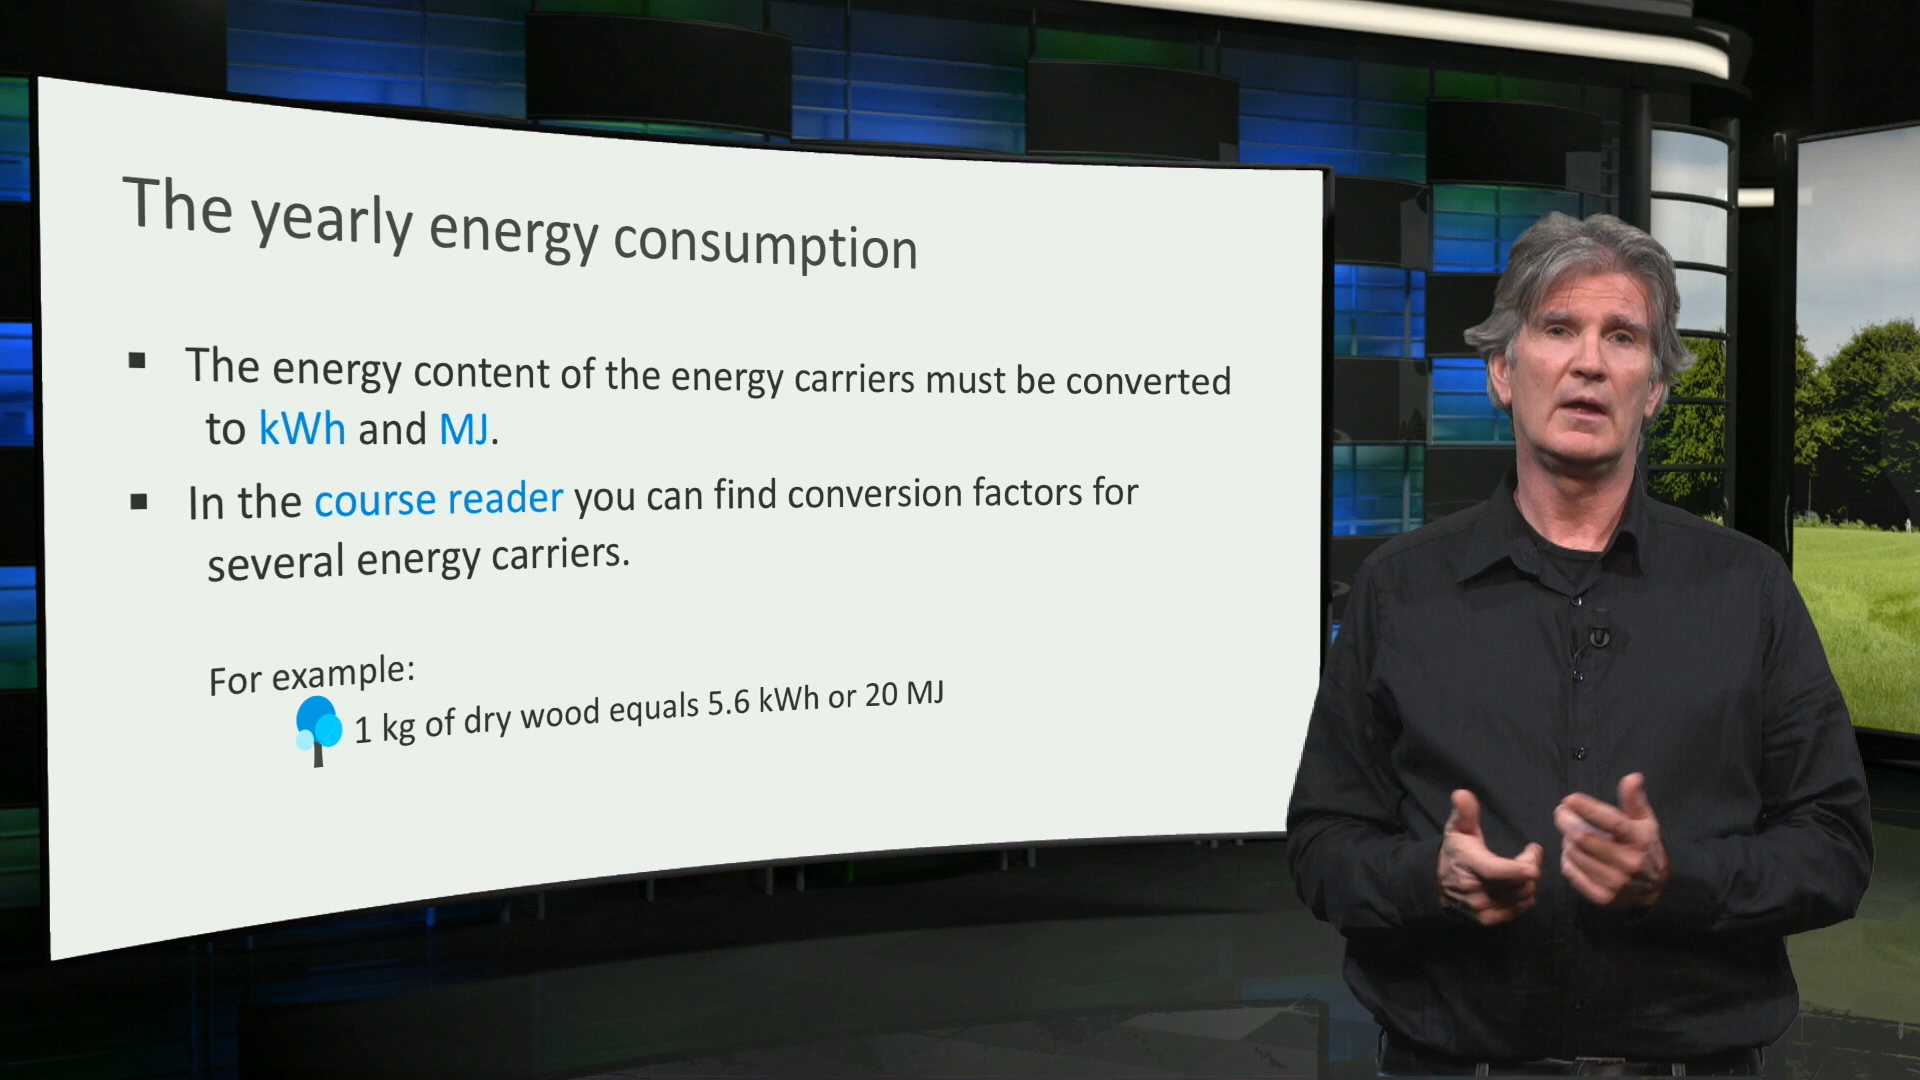 The yearly energy consumption
▪ The energy content of the energy carriers must be converted
to kWh and MJ.
▪ In the course reader you can find conversion factors for
several energy carriers.
For example:
1 kg of dry wood equals 5.6 kWh or 20 MJ